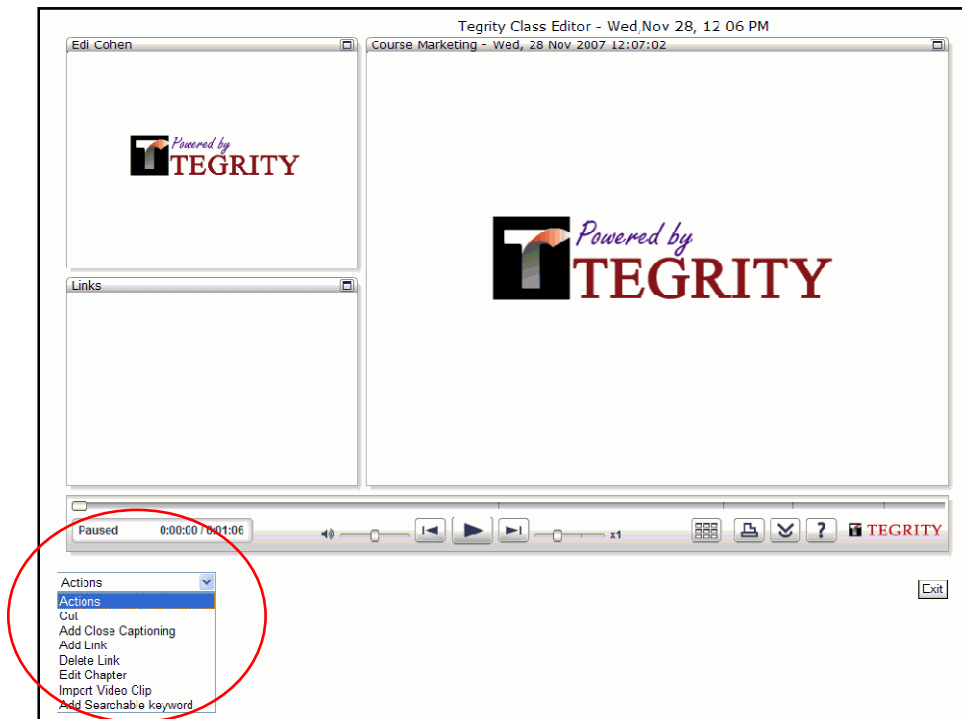 Tegrity Class Editor - Wed,Nov 28, 12 06 PM
Edi Cohen
Course Marketing - Wed, 28 Nov 2007 12:07:02
Powered by
TEGRITY
Powered by
TEGRITY
Links
Paused 0:00:00 / 0:01:06
x1
?
TEGRITY
Actions
Exit
Actions
Cut
Add Close Captioning
Add Link
Delete Link
Edit Chapter
Import Video Clip
Add Searchable keyword